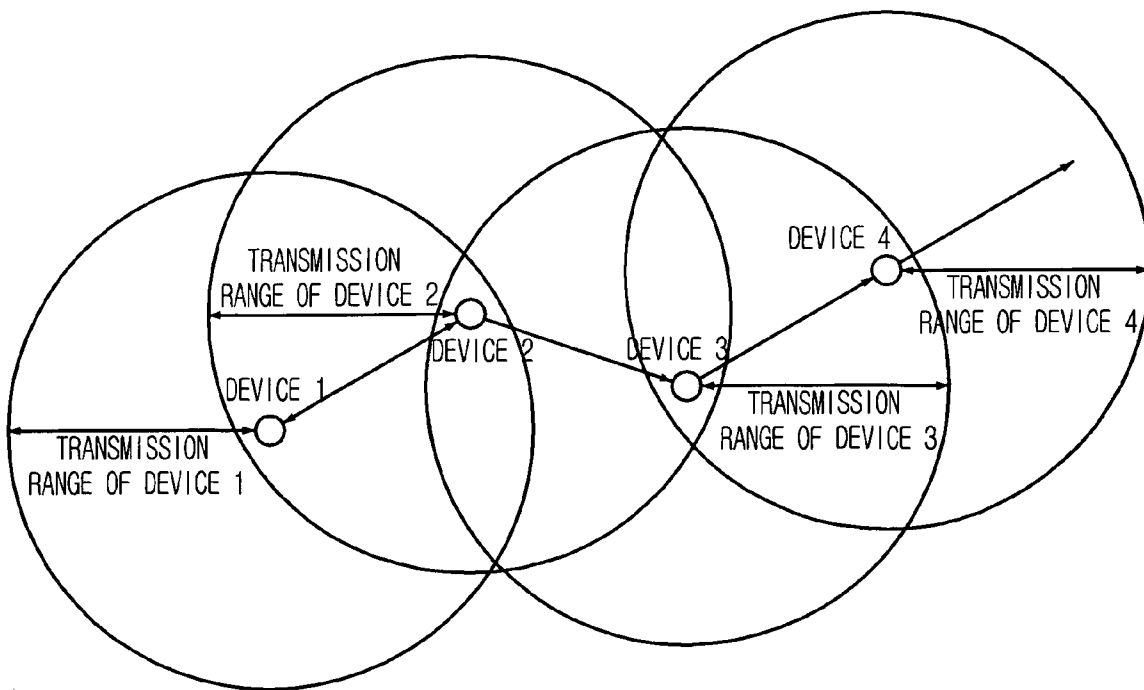 TRANSMISSION
RANGE OF DEVICE 2
DEVICE 2
DEVICE 1
TRANSMISSION
RANGE OF DEVICE 1
DEVICE 3
TRANSMISSION
RANGE OF DEVICE 3
DEVICE 4
TRANSMISSION
RANGE OF DEVICE 4